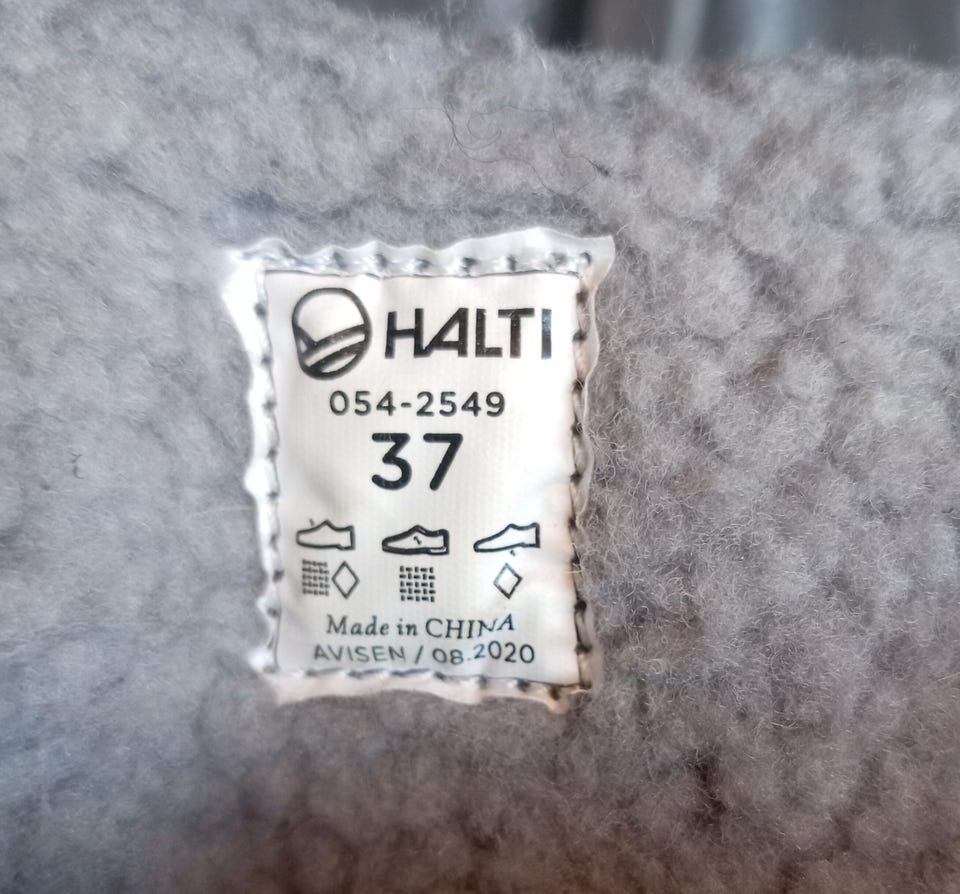 HALTI
054-2549
37
Made in CHINA
AVISEN / 08.2020